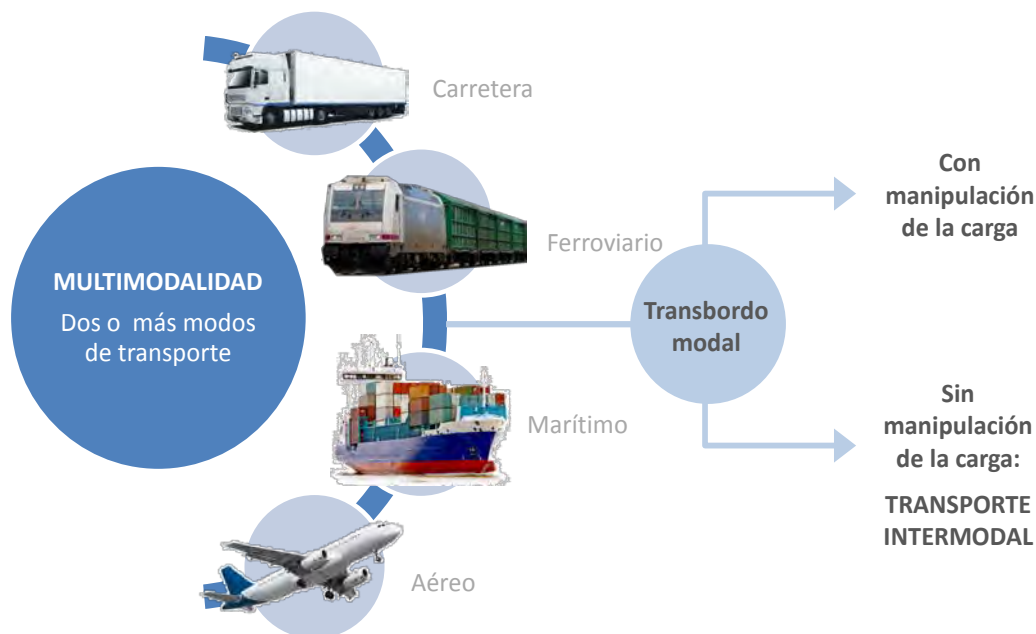 MULTIMODALIDAD
Dos o más modos
de transporte
Carretera
Ferroviario
Marítimo
Aéreo
Transbordo
modal
Con
manipulación
de la carga
Sin
manipulación
de la carga:
TRANSPORTE
INTERMODAL